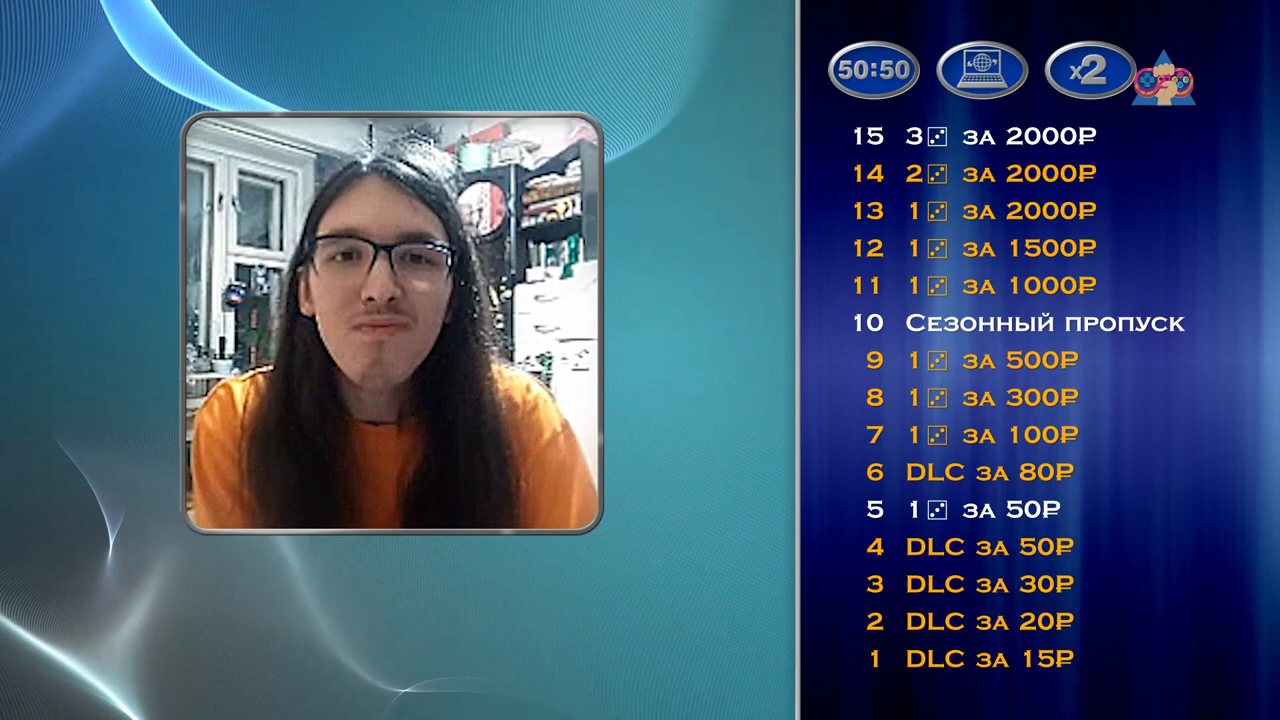 50:50
x2
15 3⚂ за 2000₽
14 2⚂ за 2000₽
13 1⚂ за 2000₽
12 1⚂ за 1500₽
11 1⚂ за 1000₽
10 Сезонный пропуск
9 1⚂ за 500₽
8 1⚂ за 300₽
7 1⚂ за 100₽
6 DLC за 80₽
5 1⚂ за 50₽
4 DLC за 50₽
3 DLC за 30₽
2 DLC за 20₽
1 DLC за 15₽